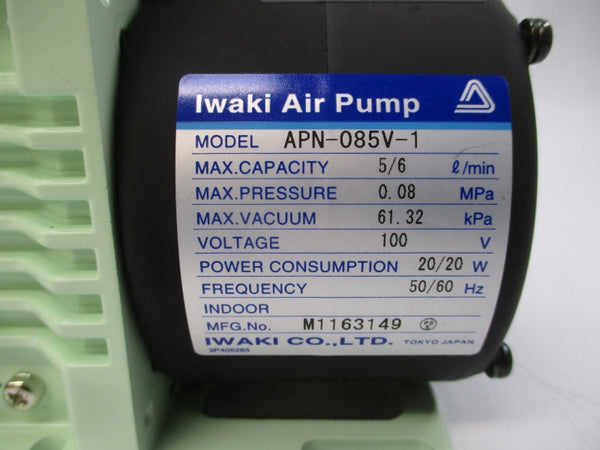 Iwaki Air Pump
MODEL APN-085V-1
MAX.CAPACITY 5/6 ℓ/min
MAX.PRESSURE 0.08 MPa
MAX.VACUUM 61.32 kPa
VOLTAGE 100 V
POWER CONSUMPTION 20/20 W
FREQUENCY 50/60 Hz
INDOOR
MFG.No. M1163149
IWAKI CO.,LTD. TOKYO JAPAN
3P405285